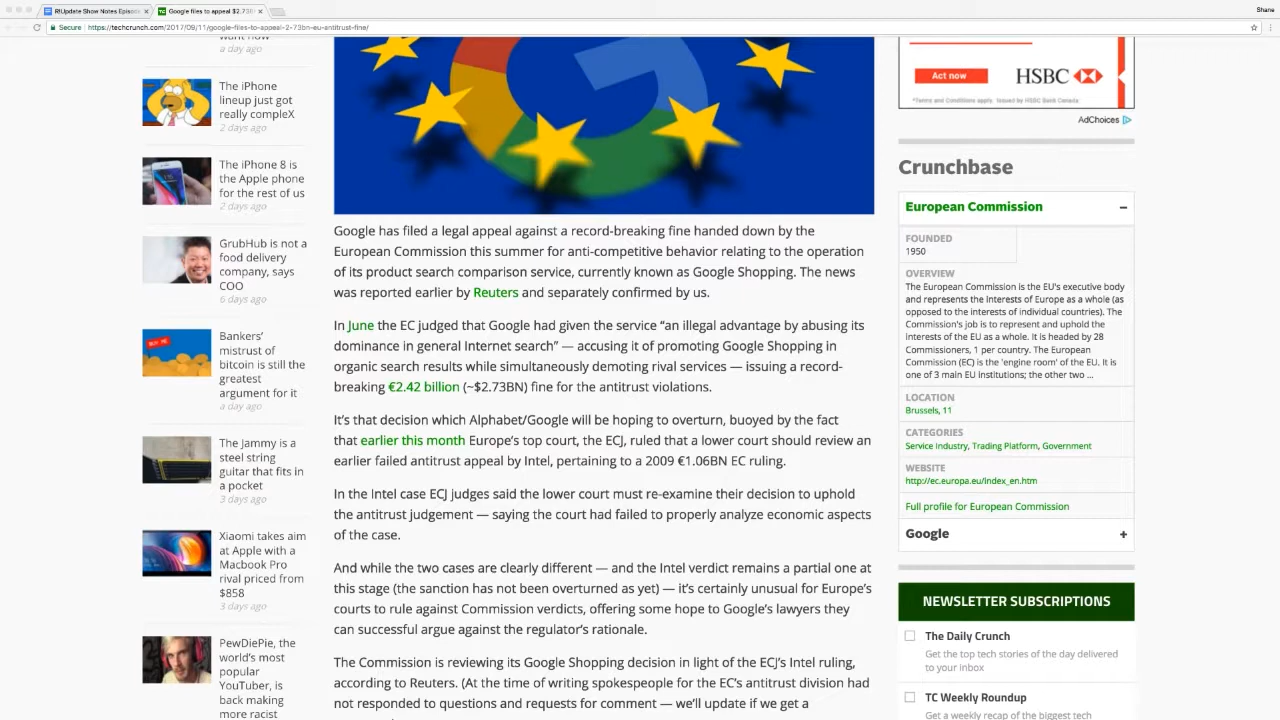 RIUpdate Show Notes Episod
Google files to appeal $2.73
Shane
Secure
https://techcrunch.com/2017/09/11/google-files-to-appeal-2-73bn-eu-antitrust-fine/
a day ago
The iPhone
lineup just got
really compleX
2 days ago
The iPhone 8 is
the Apple phone
for the rest of us
2 days ago
GrubHub is not a
food delivery
company, says
COO
6 days ago
Bankers'
mistrust of
bitcoin is still the
greatest
argument for it
a day ago
The Jammy is a
steel string
guitar that fits in
a pocket
3 days ago
Xiaomi takes aim
at Apple with a
Macbook Pro
rival priced from
$858
3 days ago
PewDiePie, the
world's most
popular
YouTuber, is
back making
more racist
Google has filed a legal appeal against a record-breaking fine handed down by the
European Commission this summer for anti-competitive behavior relating to the operation
of its product search comparison service, currently known as Google Shopping. The news
was reported earlier by Reuters and separately confirmed by us.
In June the EC judged that Google had given the service “an illegal advantage by abusing its
dominance in general Internet search” — accusing it of promoting Google Shopping in
organic search results while simultaneously demoting rival services — issuing a record-
breaking €2.42 billion (~$2.73BN) fine for the antitrust violations.
It's that decision which Alphabet/Google will be hoping to overturn, buoyed by the fact
that earlier this month Europe's top court, the ECJ, ruled that a lower court should review an
earlier failed antitrust appeal by Intel, pertaining to a 2009 €1.06BN EC ruling.
In the Intel case ECJ judges said the lower court must re-examine their decision to uphold
the antitrust judgement — saying the court had failed to properly analyze economic aspects
of the case.
And while the two cases are clearly different — and the Intel verdict remains a partial one at
this stage (the sanction has not been overturned as yet) — it's certainly unusual for Europe's
courts to rule against Commission verdicts, offering some hope to Google's lawyers they
can successful argue against the regulator's rationale.
The Commission is reviewing its Google Shopping decision in light of the ECJ's Intel ruling,
according to Reuters. (At the time of writing spokespeople for the EC's antitrust division had
not responded to questions and requests for comment — we'll update if we get a
Act now
HSBC
*Terms and Conditions apply. Issued by HSBC Bank Canada
AdChoices
Crunchbase
European Commission
–
FOUNDED
1950
OVERVIEW
The European Commission is the EU's executive body
and represents the interests of Europe as a whole (as
opposed to the interests of individual countries). The
Commission's job is to represent and uphold the
interests of the EU as a whole. It is headed by 28
Commissioners, 1 per country. The European
Commission (EC) is the 'engine room' of the EU. It is
one of 3 main EU institutions; the other two ...
LOCATION
Brussels, 11
CATEGORIES
Service Industry, Trading Platform, Government
WEBSITE
http://ec.europa.eu/index_en.htm
Full profile for European Commission
Google
+
NEWSLETTER SUBSCRIPTIONS
The Daily Crunch
Get the top tech stories of the day delivered
to your inbox
TC Weekly Roundup
Get a weekly recap of the biggest tech